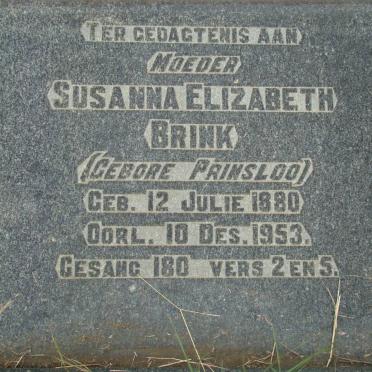 TER GEDAGTENIS AAN
MOEDER
SUSANNA ELIZABETH
BRINK
(GEBORE PRINSLOO)
GEB. 12 JULIE 1880
OORL. 10 DES. 1953.
GESANG 180 VERS 2 EN 5.